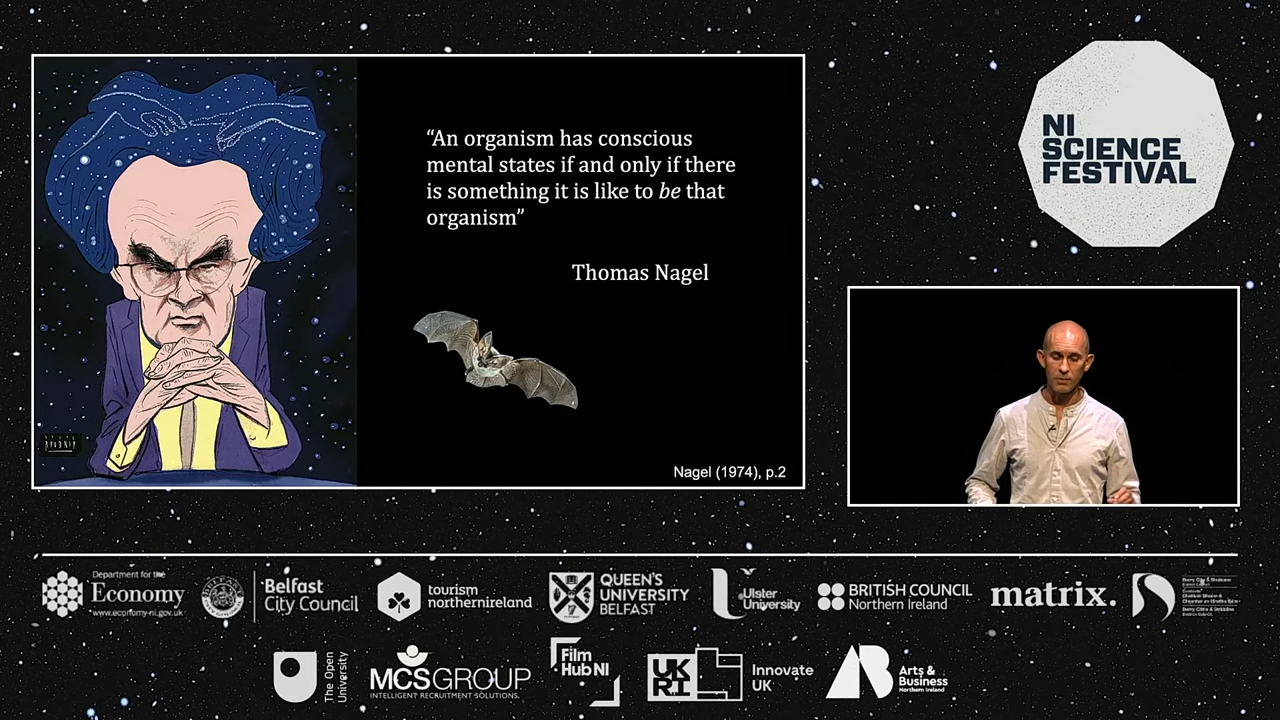 “An organism has conscious
mental states if and only if there
is something it is like to be that
organism”
Thomas Nagel
Nagel (1974), p.2
NI
SCIENCE
FESTIVAL
Department for the
Economy
www.economy-ni.gov.uk
Belfast
City Council
tourism
northernireland
QUEEN'S
UNIVERSITY
BELFAST
Ulster
University
BRITISH COUNCIL
Northern Ireland
matrix.
The Open
University
MCSGROUP
INTELLIGENT RECRUITMENT SOLUTIONS.
Film
Hub NI
UK
RI
Innovate
UK
Arts &
Business
Northern Ireland